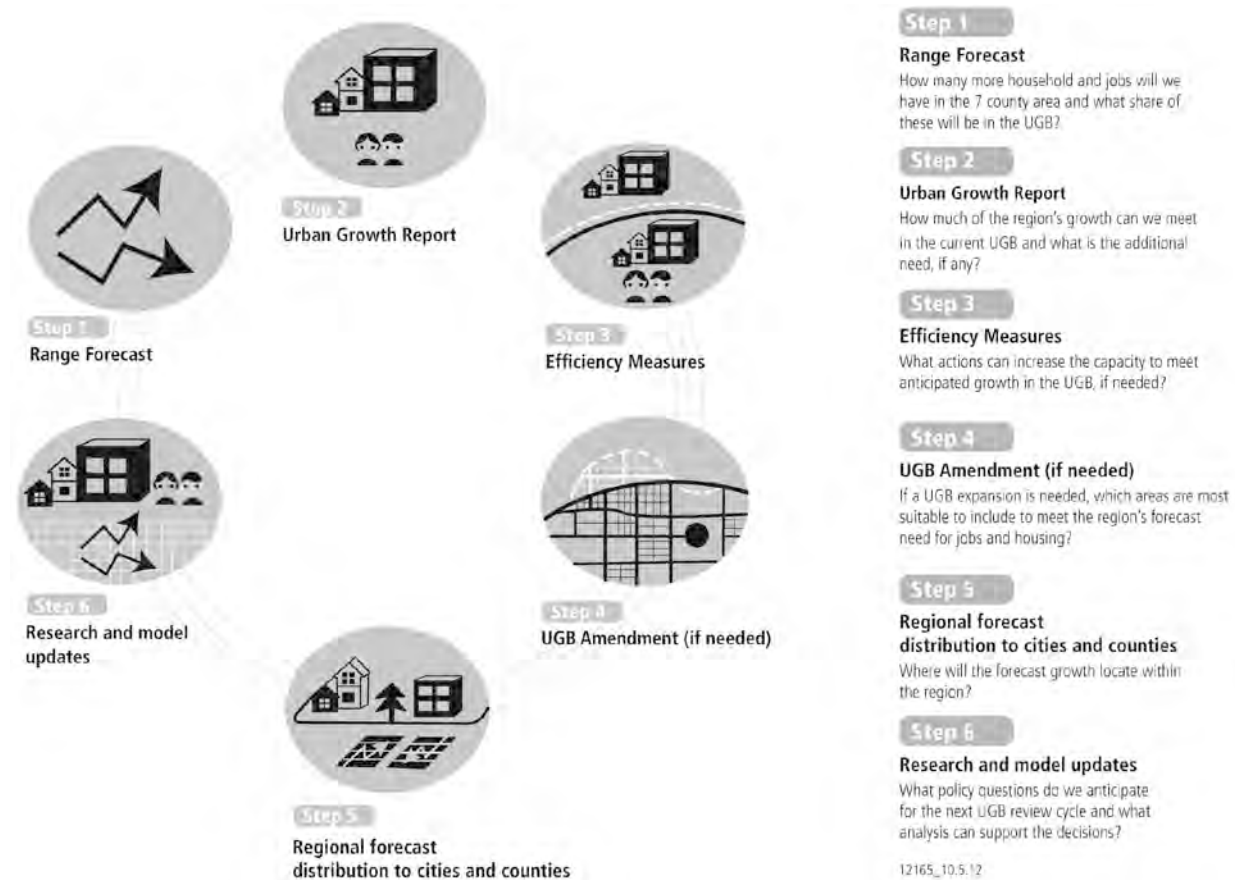 Step 1
Range Forecast
Step 2
Urban Growth Report
Step 3
Efficiency Measures
Step 4
UGB Amendment (if needed)
Step 5
Regional forecast
distribution to cities and counties
Step 6
Research and model
updates
Step 1
Range Forecast
How many more household and jobs will we
have in the 7 county area and what share of
these will be in the UGB?
Step 2
Urban Growth Report
How much of the region's growth can we meet
in the current UGB and what is the additional
need, if any?
Step 3
Efficiency Measures
What actions can increase the capacity to meet
anticipated growth in the UGB, if needed?
Step 4
UGB Amendment (if needed)
If a UGB expansion is needed, which areas are most
suitable to include to meet the region's forecast
need for jobs and housing?
Step 5
Regional forecast
distribution to cities and counties
Where will the forecast growth locate within
the region?
Step 6
Research and model updates
What policy questions do we anticipate
for the next UGB review cycle and what
analysis can support the decisions?
12165_10.5.12